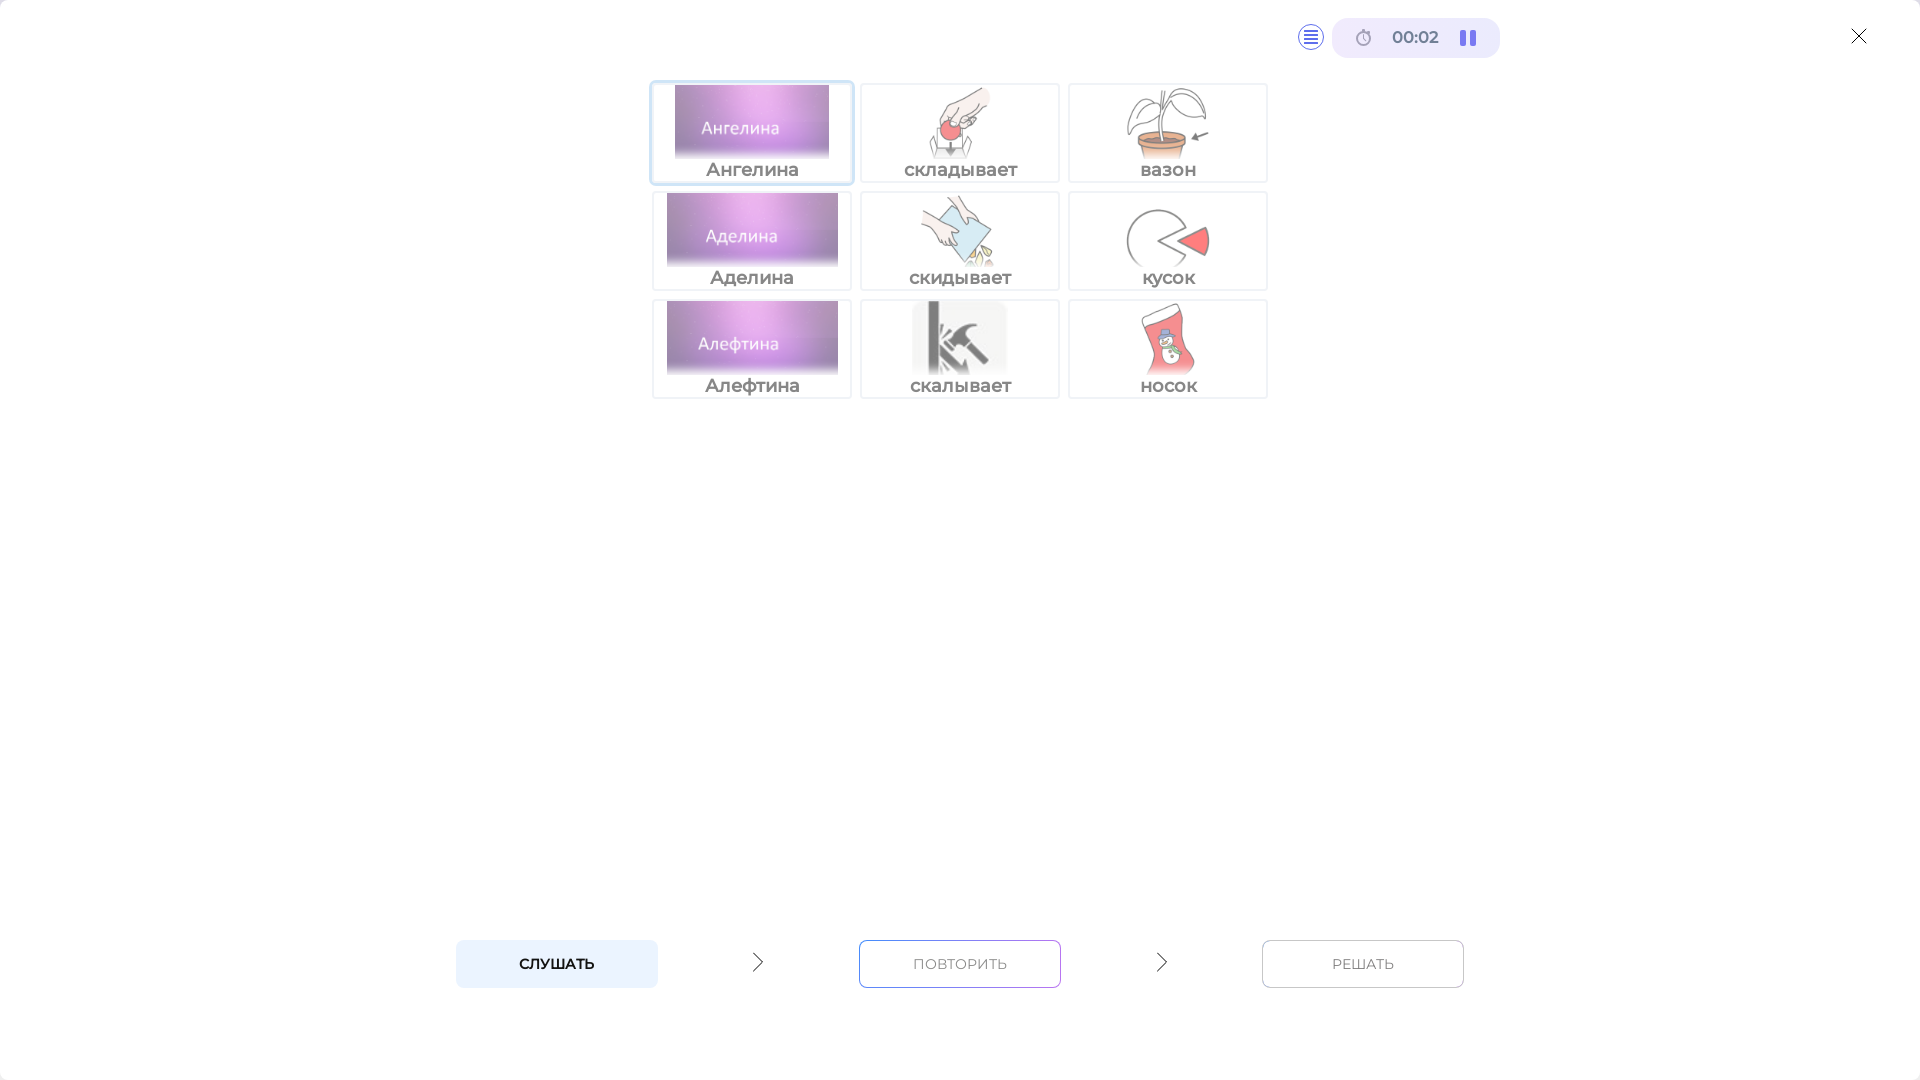 00:02
Ангелина
Ангелина
складывает
вазон
Аделина
Аделина
скидывает
кусок
Алефтина
Алефтина
скалывает
носок
СЛУШАТЬ
ПОВТОРИТЬ
РЕШАТЬ